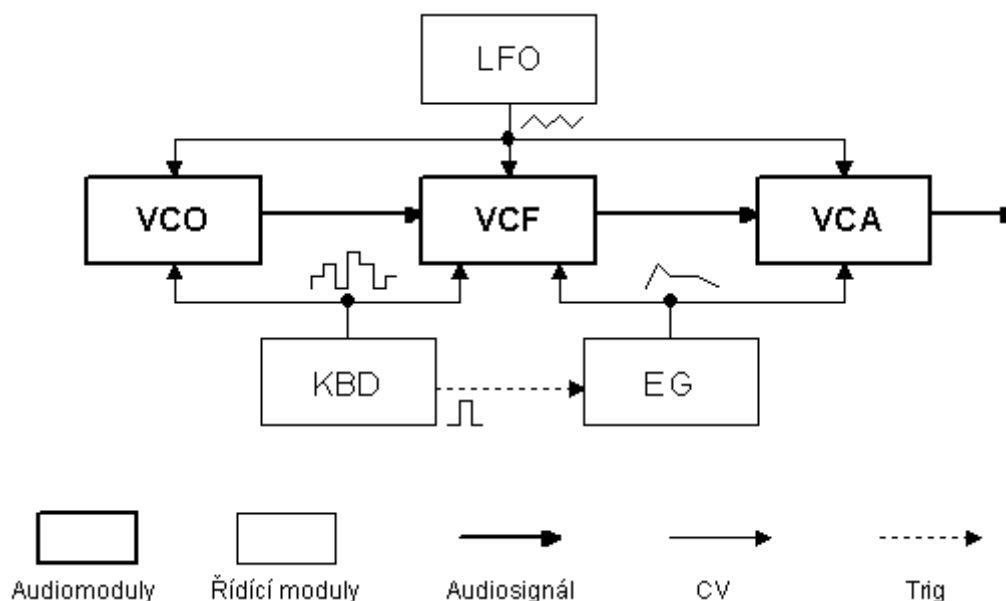 LFO
VCO VCF VCA
KBD EG
Audiomoduly Řídící moduly Audiosignál CV Trig